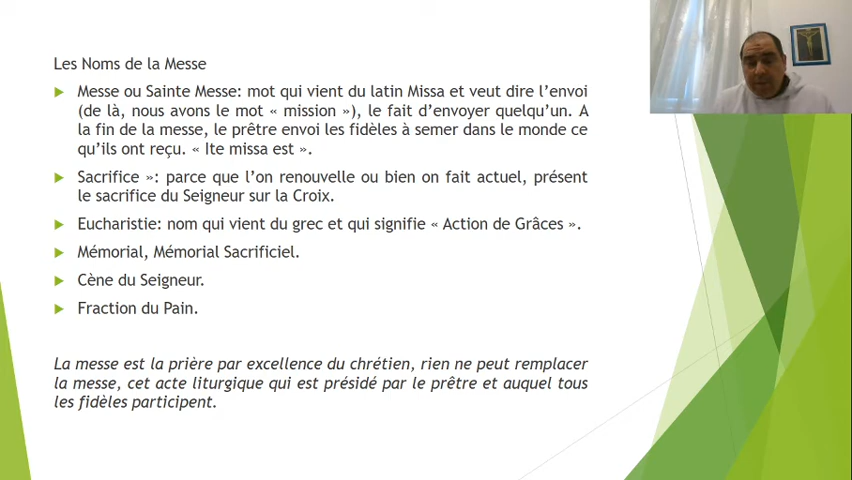 Les Noms de la Messe
Messe ou Sainte Messe: mot qui vient du latin Missa et veut dire l'envoi
(de là, nous avons le mot « mission »), le fait d'envoyer quelqu'un. A
la fin de la messe, le prêtre envoi les fidèles à semer dans le monde ce
qu'ils ont reçu. « Ite missa est ».
Sacrifice »: parce que l'on renouvelle ou bien on fait actuel, présent
le sacrifice du Seigneur sur la Croix.
Eucharistie: nom qui vient du grec et qui signifie « Action de Grâces ».
Mémorial, Mémorial Sacrificiel.
Cène du Seigneur.
Fraction du Pain.
La messe est la prière par excellence du chrétien, rien ne peut remplacer
la messe, cet acte liturgique qui est présidé par le prêtre et auquel tous
les fidèles participent.